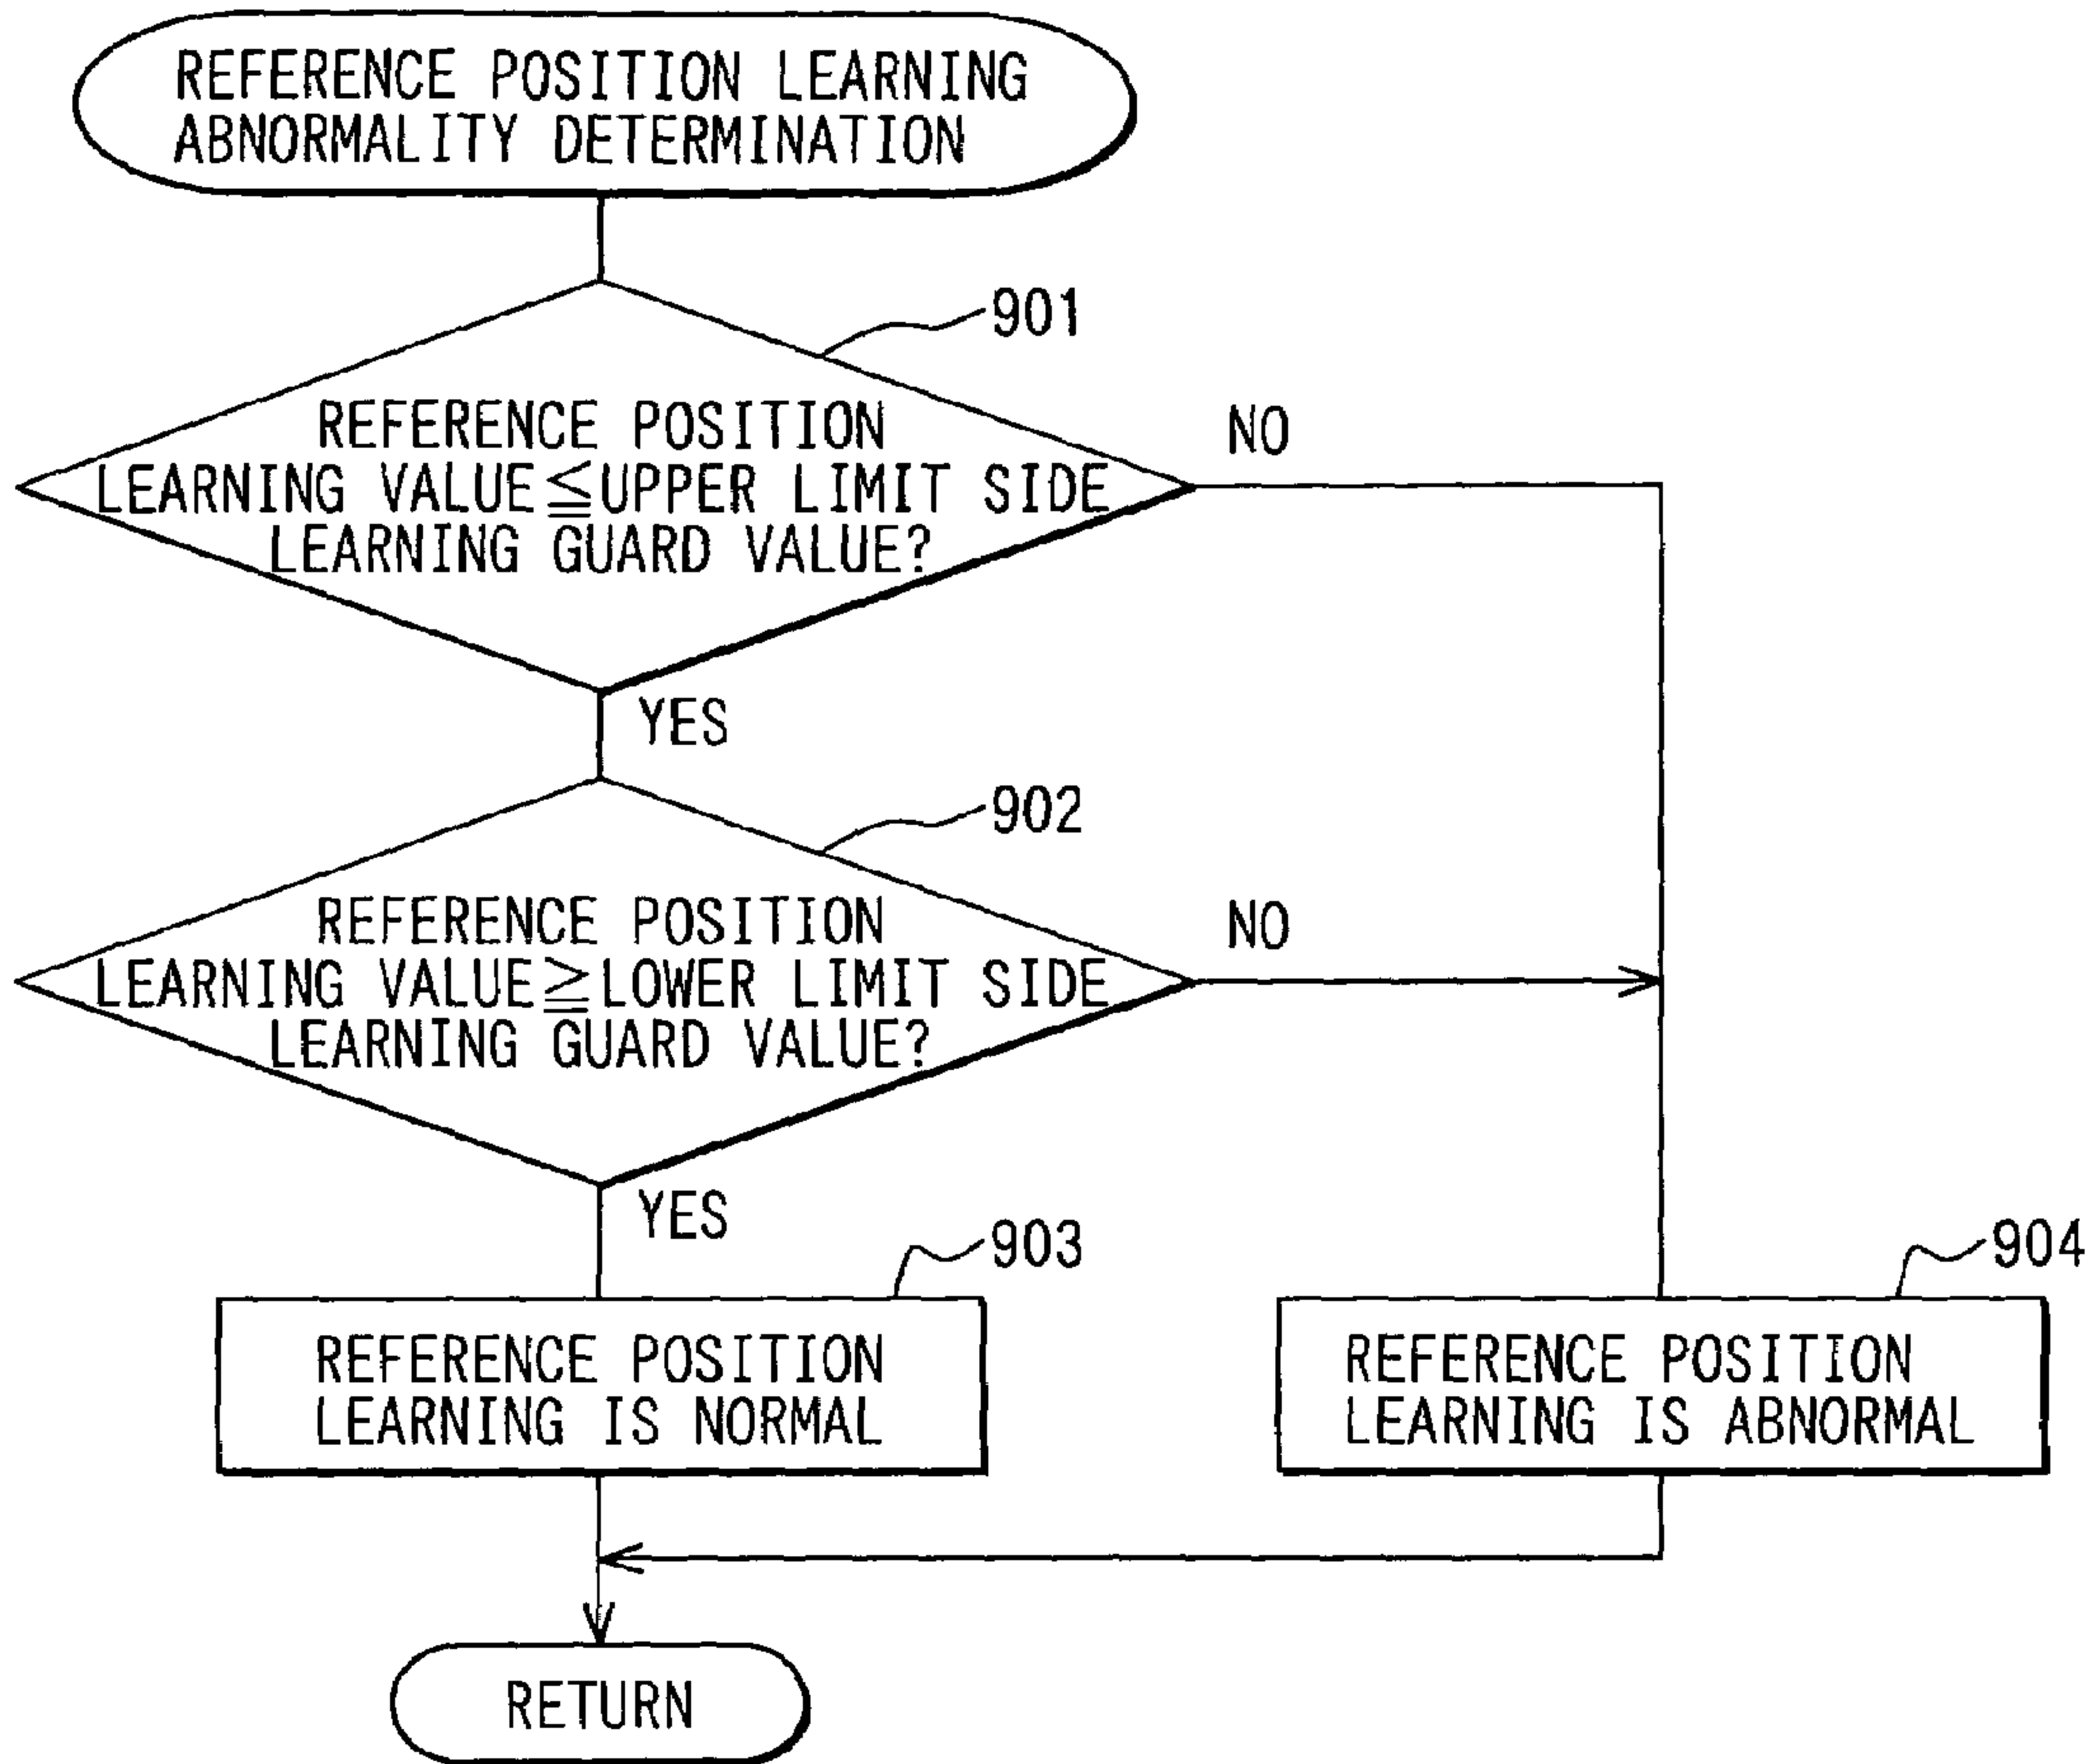 REFERENCE POSITION LEARNING
ABNORMALITY DETERMINATION
901
REFERENCE POSITION
LEARNING VALUE≦UPPER LIMIT SIDE
LEARNING GUARD VALUE?
NO
YES
902
REFERENCE POSITION
LEARNING VALUE≧LOWER LIMIT SIDE
LEARNING GUARD VALUE?
NO
YES
903
REFERENCE POSITION
LEARNING IS NORMAL
904
REFERENCE POSITION
LEARNING IS ABNORMAL
RETURN